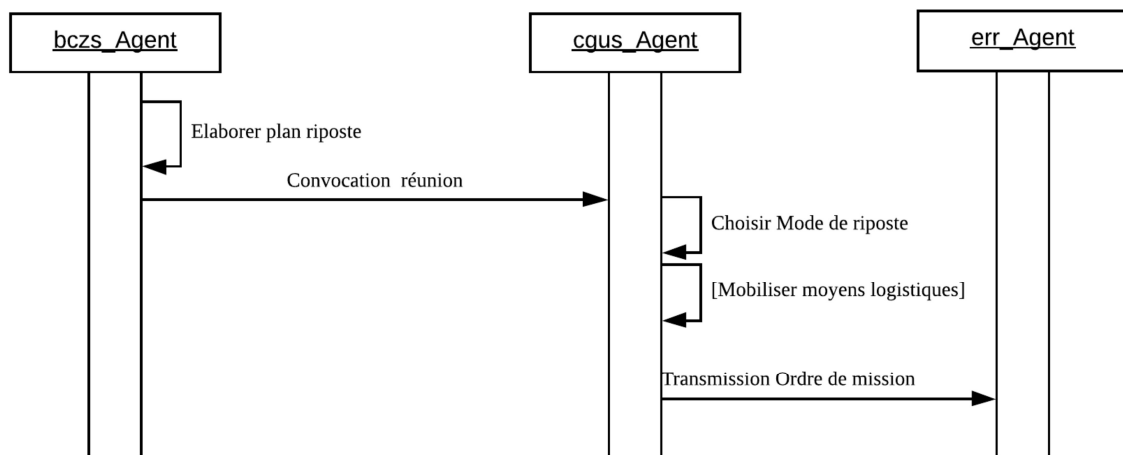 bczs_Agent
cgus_Agent
err_Agent
Elaborer plan riposte
Convocation réunion
Choisir Mode de riposte
[Mobiliser moyens logistiques]
Transmission Ordre de mission